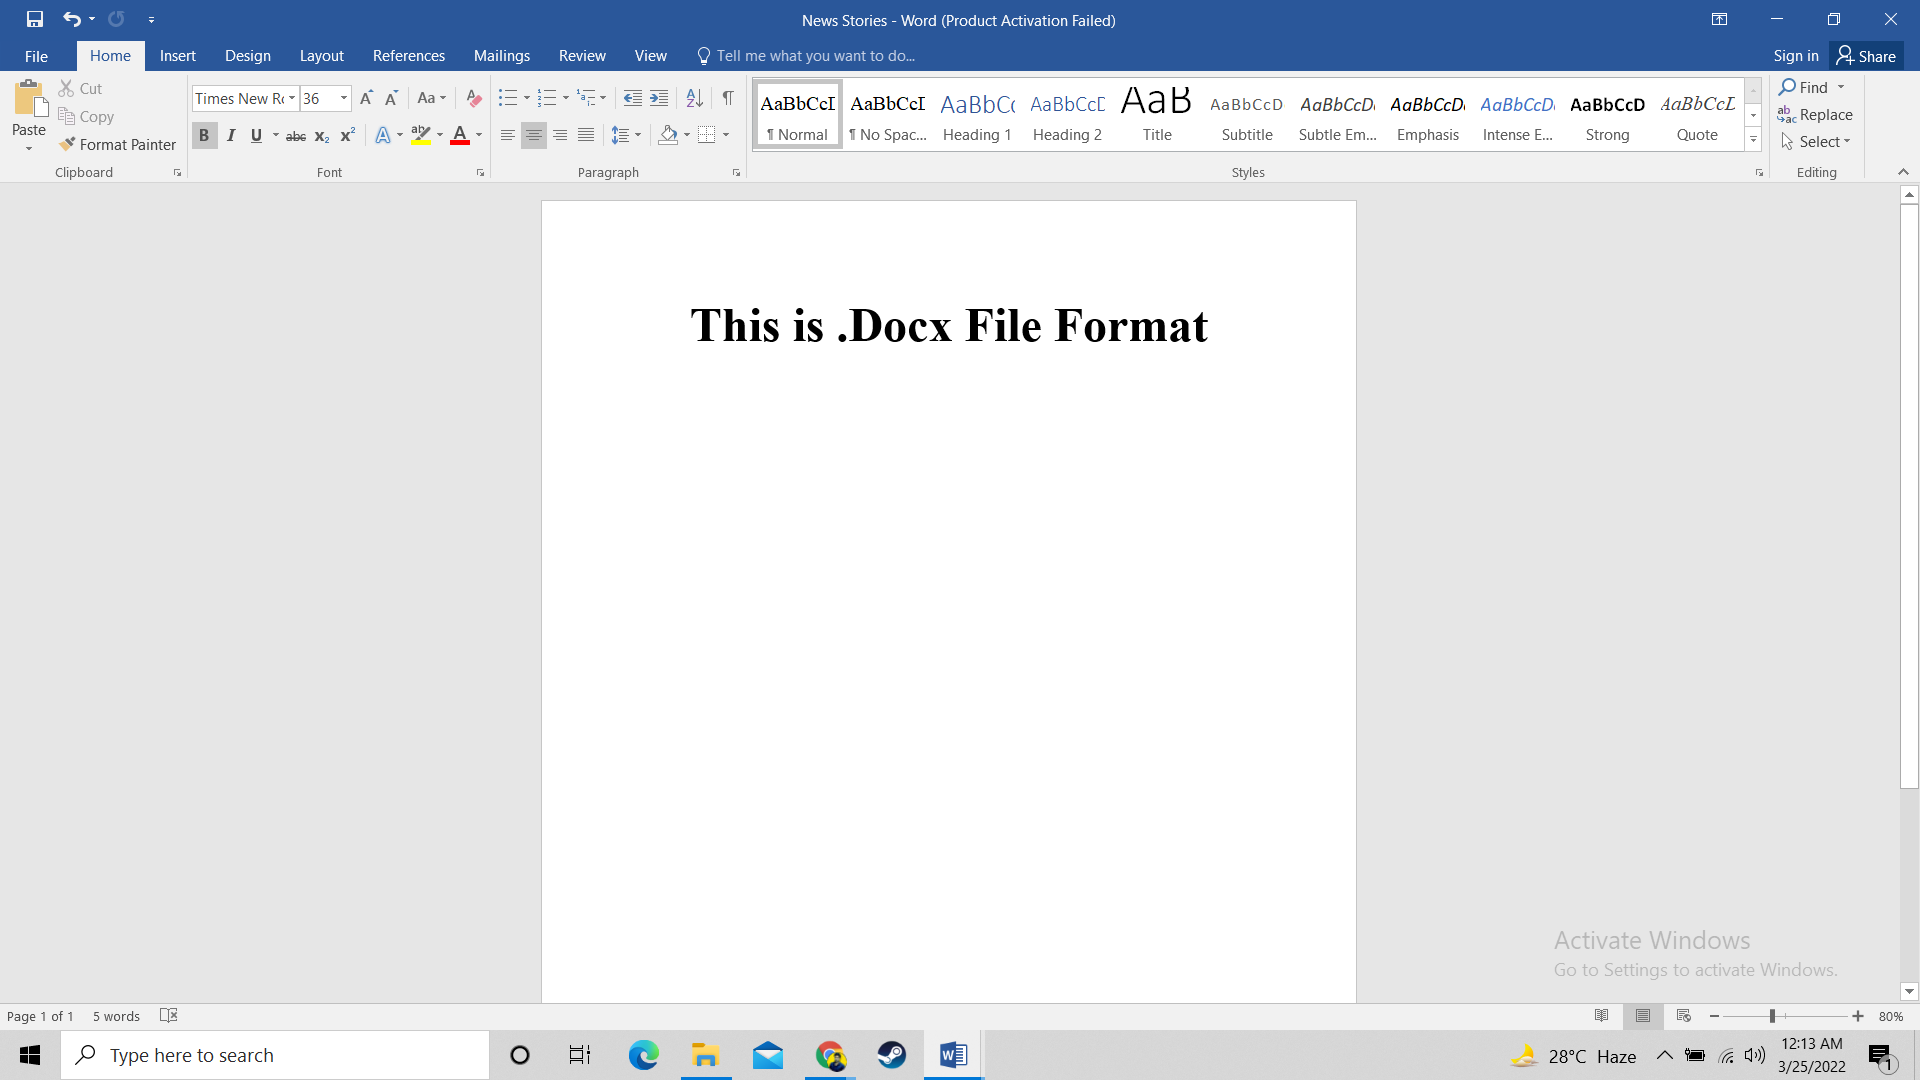 News Stories - Word (Product Activation Failed)
File Home Insert Design Layout References Mailings Review View Tell me what you want to do... Sign in Share
Paste Cut Copy Format Painter
Clipboard
Times New Ro 36
Font
Paragraph
AaBbCcI AaBbCcI AaBbC AaBbCcD AaB AaBbCcD AaBbCcD AaBbCcD AaBbCcD AaBbCcD AaBbCcD
¶ Normal ¶ No Spac... Heading 1 Heading 2 Title Subtitle Subtle Em... Emphasis Intense E... Strong Quote
Styles
Find
Replace
Select
Editing
This is .Docx File Format
Activate Windows
Go to Settings to activate Windows.
Page 1 of 1 5 words 80%
Type here to search
28°C Haze
12:13 AM
3/25/2022
1